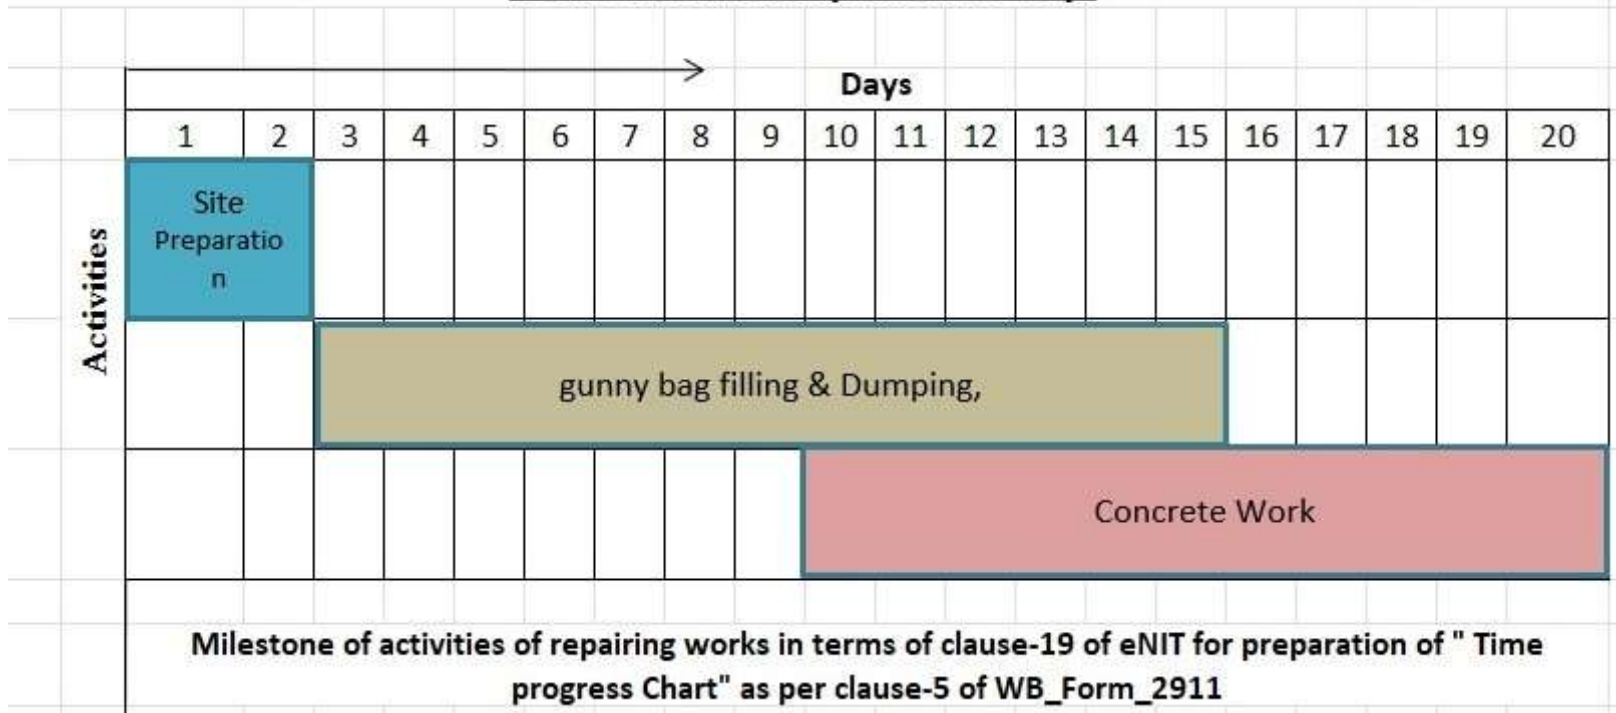 Days
1 2 3 4 5 6 7 8 9 10 11 12 13 14 15 16 17 18 19 20
Activities
Site
Preparatio
n
gunny bag filling & Dumping,
Concrete Work
Milestone of activities of repairing works in terms of clause-19 of eNIT for preparation of " Time
progress Chart" as per clause-5 of WB_Form_2911